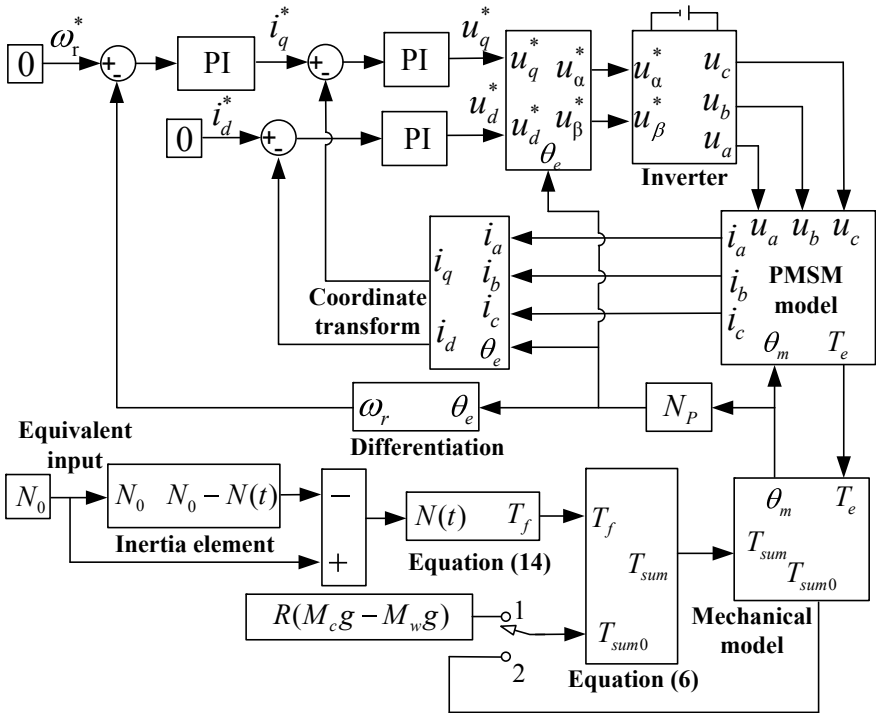 0
ω_r^*
+
-
PI
i_q^*
+
-
PI
u_q^*
0
i_d^*
+
-
PI
u_d^*
u_q^* u_α^*
u_d^* u_β^*
θ_e
u_α^* u_c
u_β^* u_b
u_a
Inverter
u_a u_b u_c
i_a
i_b
i_c
PMSM
model
θ_m T_e
i_a
i_q i_b
i_c
i_d θ_e
Coordinate
transform
ω_r θ_e
Differentiation
N_P
Equivalent
input
N_0
N_0 N_0 − N(t)
Inertia element
−
+
N(t) T_f
Equation (14)
T_f
T_sum
T_sum0
Equation (6)
R(M_c g − M_w g)
1
2
θ_m T_e
T_sum
T_sum0
Mechanical
model